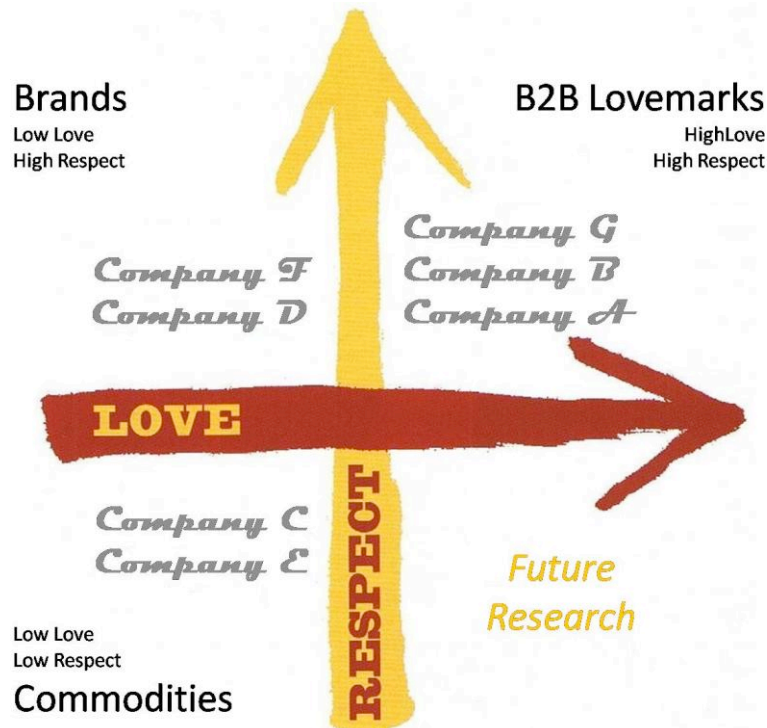 Brands
Low Love
High Respect
B2B Lovemarks
HighLove
High Respect
Company F
Company D
Company G
Company B
Company A
LOVE
RESPECT
Company C
Company E
Future
Research
Low Love
Low Respect
Commodities